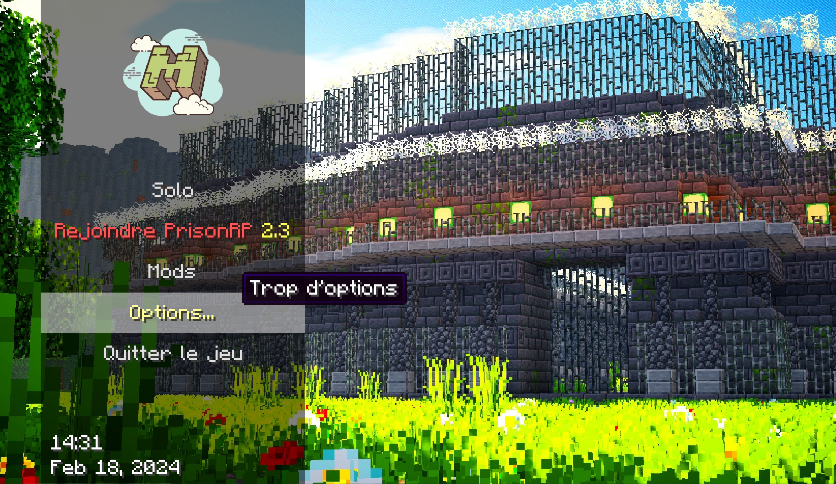 M
Solo
Rejoindre PrisonRP 2.3
Mods
Trop d'options
Options...
Quitter le jeu
14:31
Feb 18, 2024